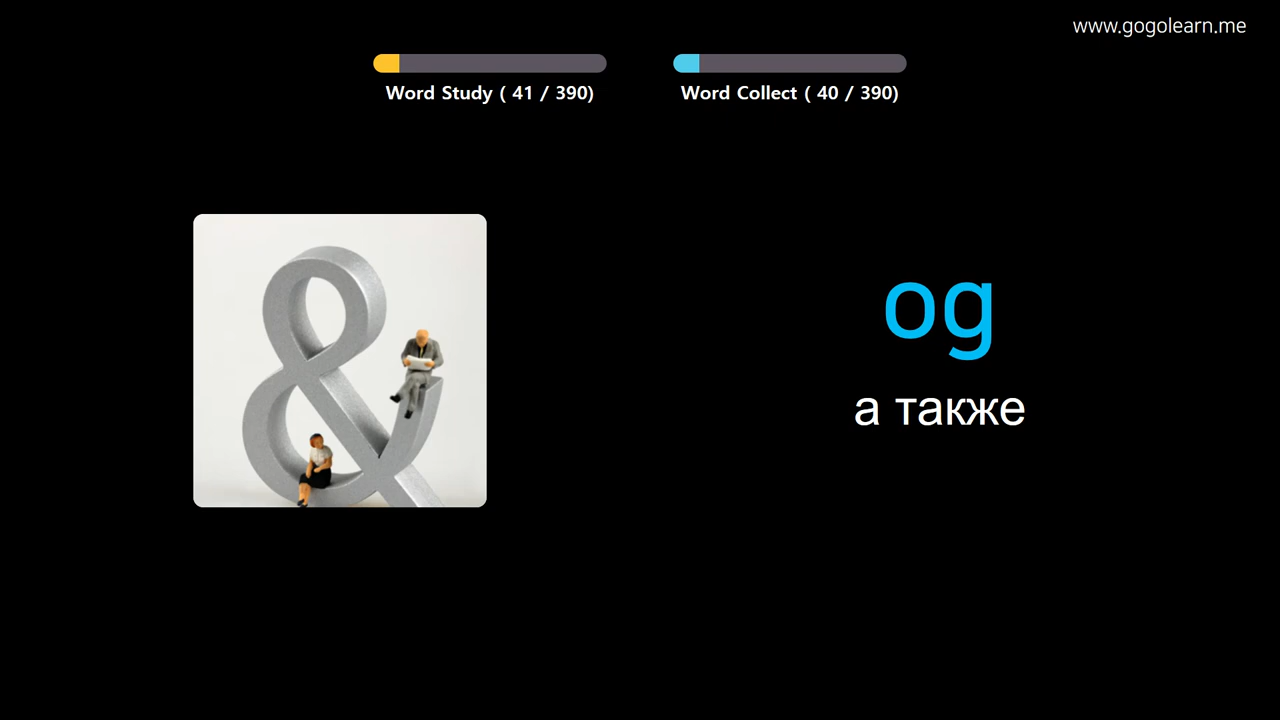 www.gogolearn.me
Word Study ( 41 / 390)
Word Collect ( 40 / 390)
&
og
а также